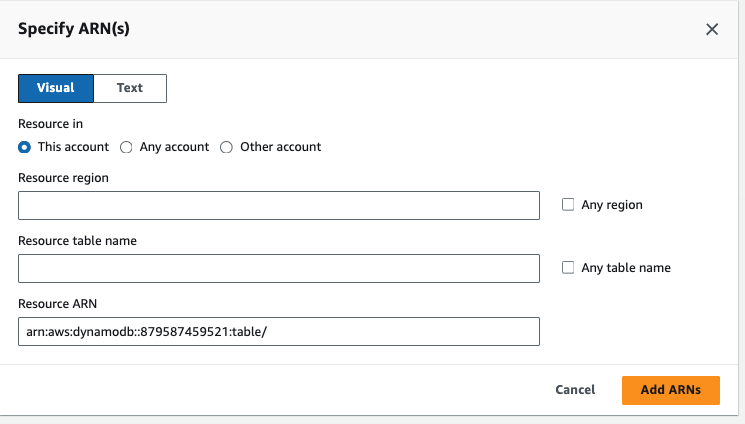 Specify ARN(s)
Visual Text
Resource in
This account Any account Other account
Resource region
Any region
Resource table name
Any table name
Resource ARN
arn:aws:dynamodb::879587459521:table/
Cancel Add ARNs